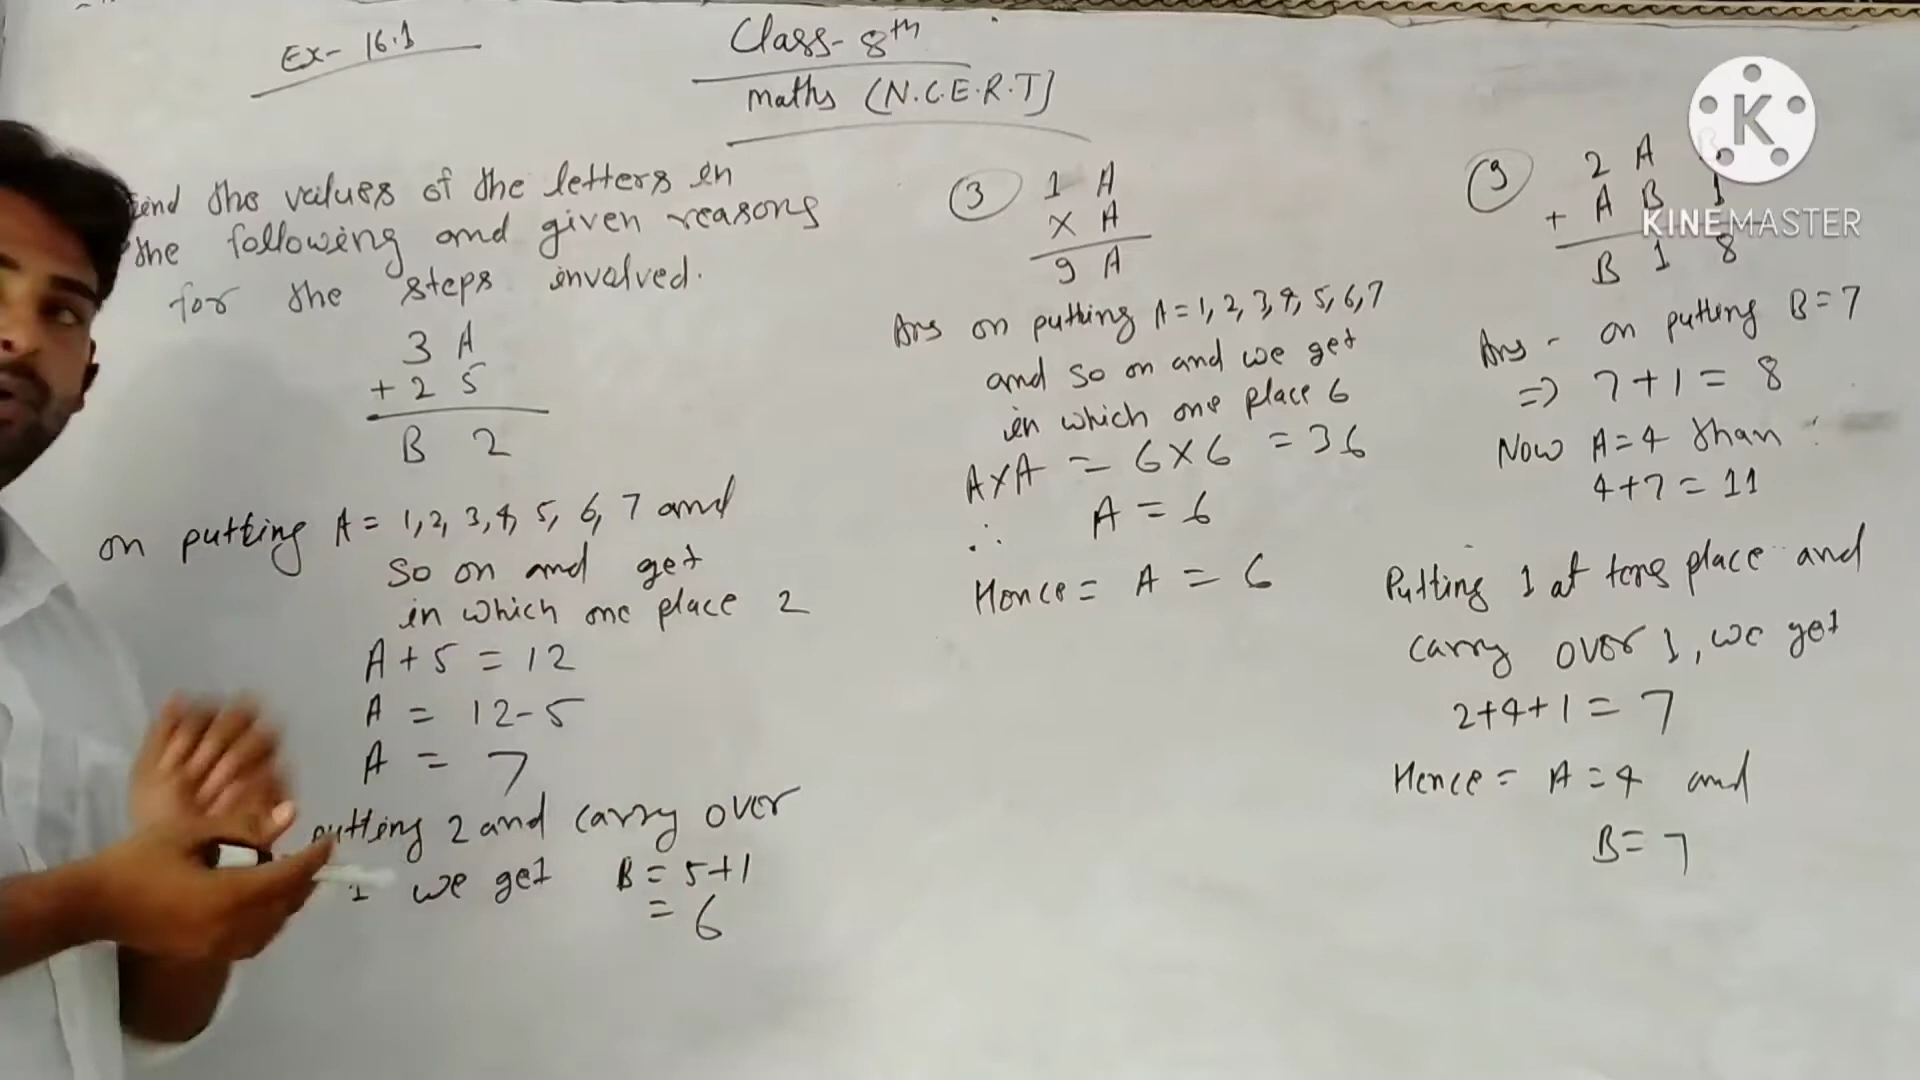 Ex- 16.1
Class- 8th
maths (N.C.E.R.T)
the values of the letters in
the following and given reasons
for the steps involved.
3 A
+ 2 5
B 2
on putting A = 1, 2, 3, 4, 5, 6, 7 and
so on and get
in which one place 2
A + 5 = 12
A = 12-5
A = 7
putting 2 and carry over
1 we get B = 5+1
= 6
3 1 A
X A
9 A
Ans on putting A = 1, 2, 3, 4, 5, 6, 7
and so on and we get
in which one place 6
AXA = 6X6 = 36
∴ A = 6
Hence = A = 6
9 2 A
+ A B 1
B 1 8
Ans - on putting B = 7
=> 7+1 = 8
Now A=4 than
4+7 = 11
Putting 1 at tens place and
carry over 1, we get
2+4+1 = 7
Hence = A = 4 and
B = 7
K
KINEMASTER